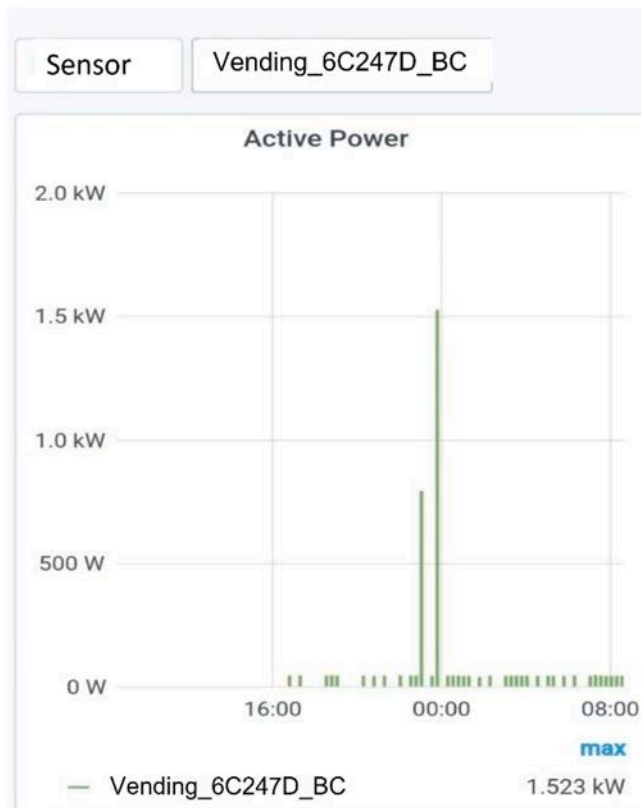 Sensor Vending_6C247D_BC
Active Power
2.0 kW
1.5 kW
1.0 kW
500 W
0 W
16:00 00:00 08:00
max
Vending_6C247D_BC 1.523 kW